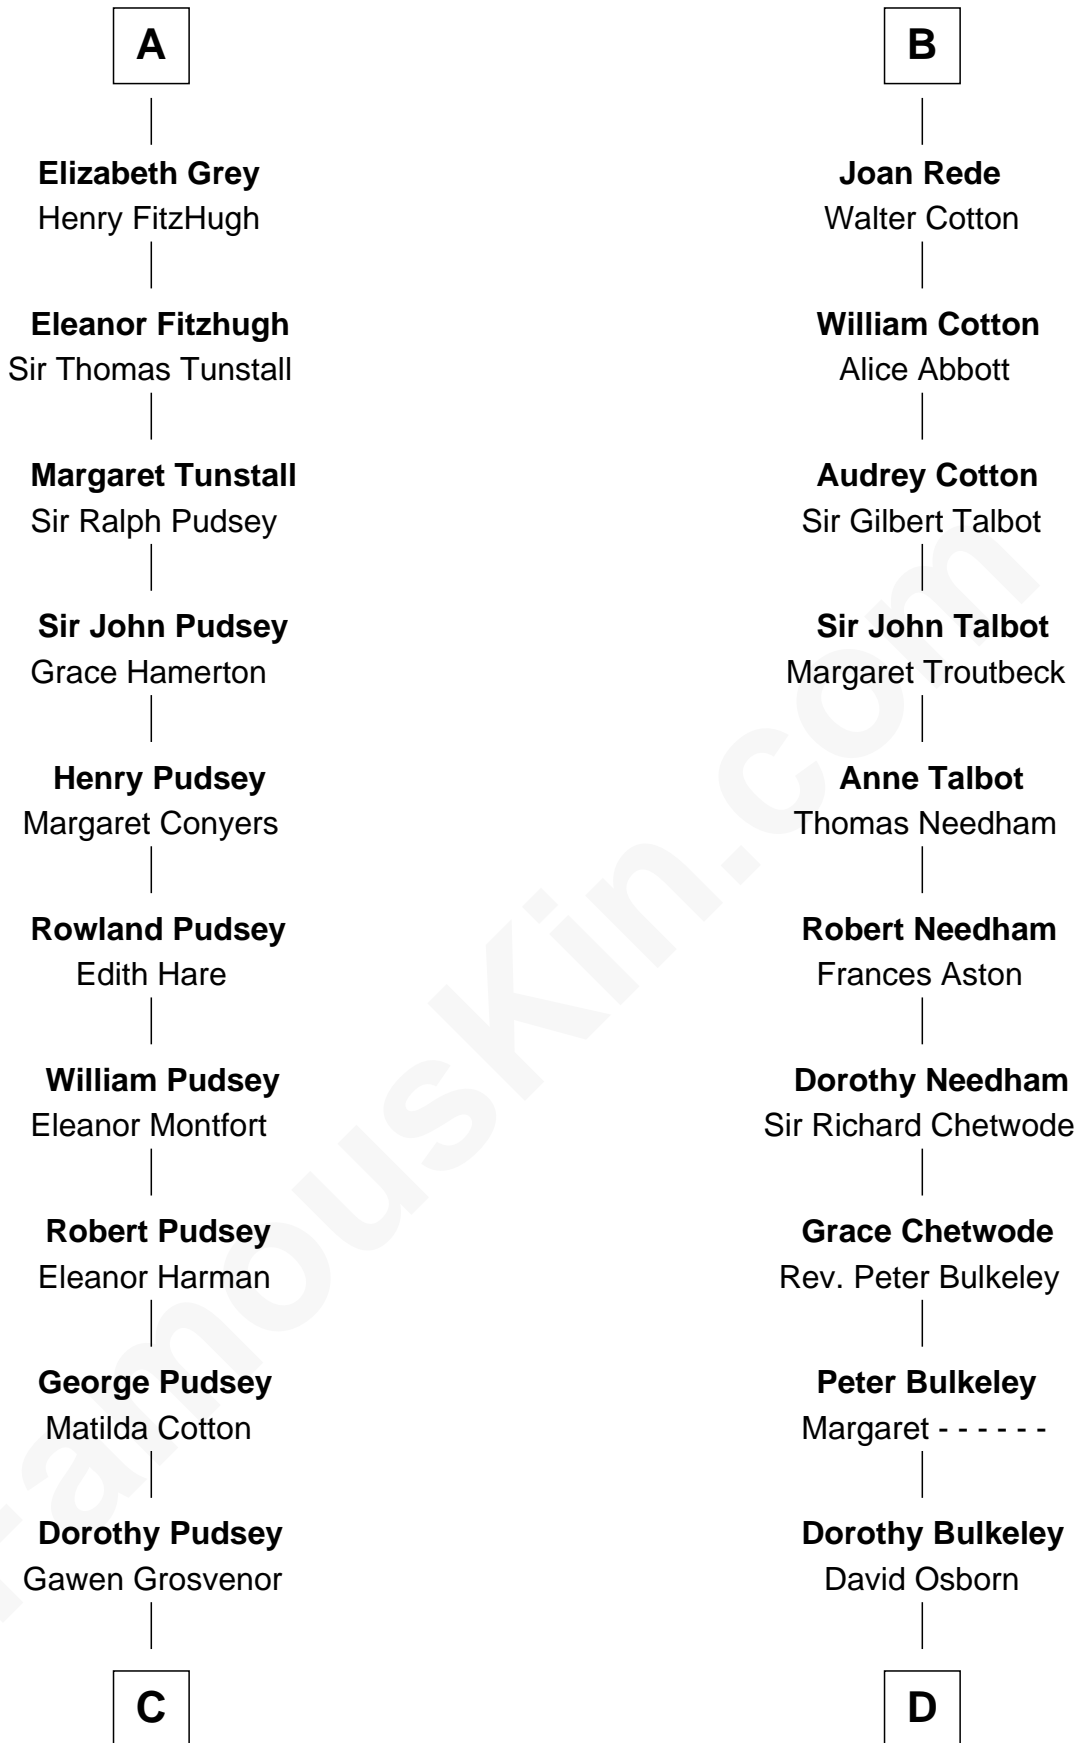 A
Elizabeth Grey
Henry FitzHugh
Eleanor Fitzhugh
Sir Thomas Tunstall
Margaret Tunstall
Sir Ralph Pudsey
Sir John Pudsey
Grace Hamerton
Henry Pudsey
Margaret Conyers
Rowland Pudsey
Edith Hare
William Pudsey
Eleanor Montfort
Robert Pudsey
Eleanor Harman
George Pudsey
Matilda Cotton
Dorothy Pudsey
Gawen Grosvenor
C
B
Joan Rede
Walter Cotton
William Cotton
Alice Abbott
Audrey Cotton
Sir Gilbert Talbot
Sir John Talbot
Margaret Troutbeck
Anne Talbot
Thomas Needham
Robert Needham
Frances Aston
Dorothy Needham
Sir Richard Chetwode
Grace Chetwode
Rev. Peter Bulkeley
Peter Bulkeley
Margaret - - - - - -
Dorothy Bulkeley
David Osborn
D
FamousKin.com